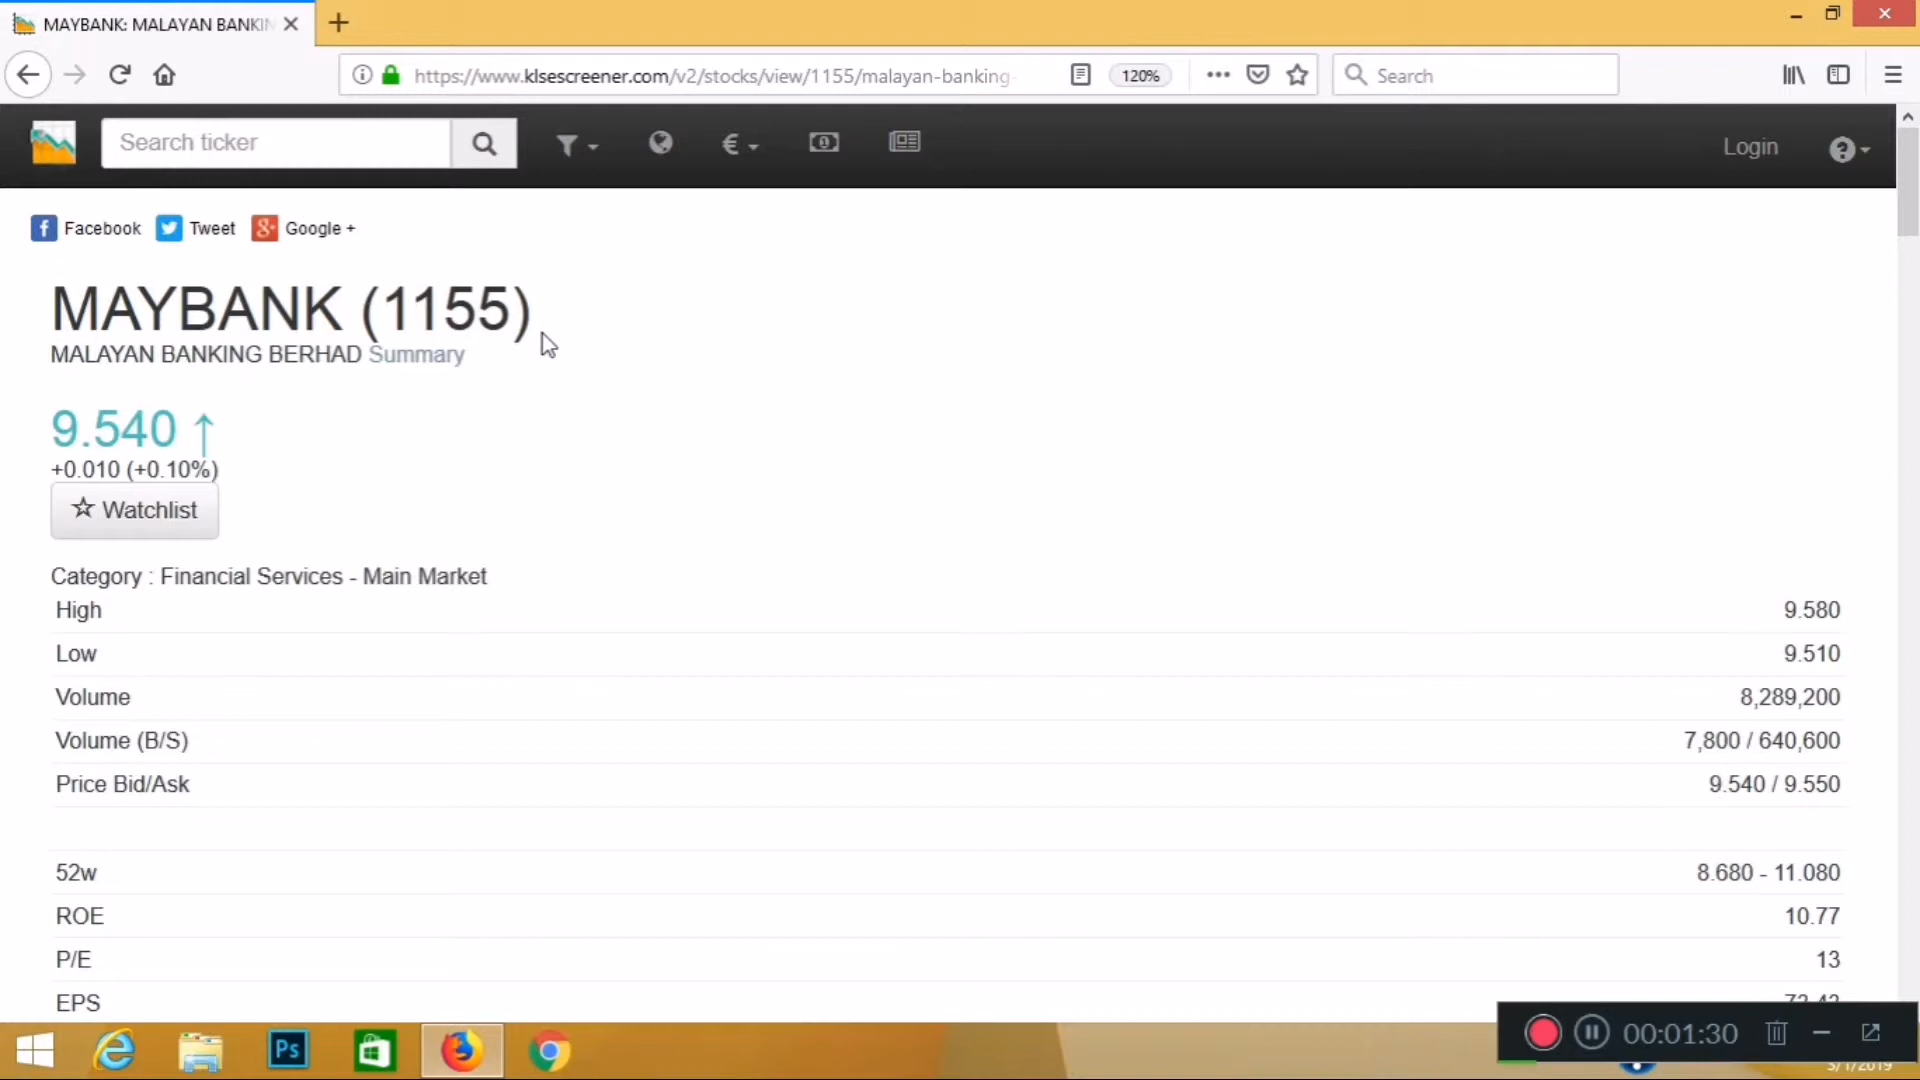 MAYBANK: MALAYAN BANKIN
https://www.klsescreener.com/v2/stocks/view/1155/malayan-banking-
120%
Search
Search ticker
Login
Facebook Tweet Google +
MAYBANK (1155)
MALAYAN BANKING BERHAD Summary
9.540 ↑
+0.010 (+0.10%)
☆ Watchlist
Category : Financial Services - Main Market
High 9.580
Low 9.510
Volume 8,289,200
Volume (B/S) 7,800 / 640,600
Price Bid/Ask 9.540 / 9.550
52w 8.680 - 11.080
ROE 10.77
P/E 13
EPS
Ps
00:01:30